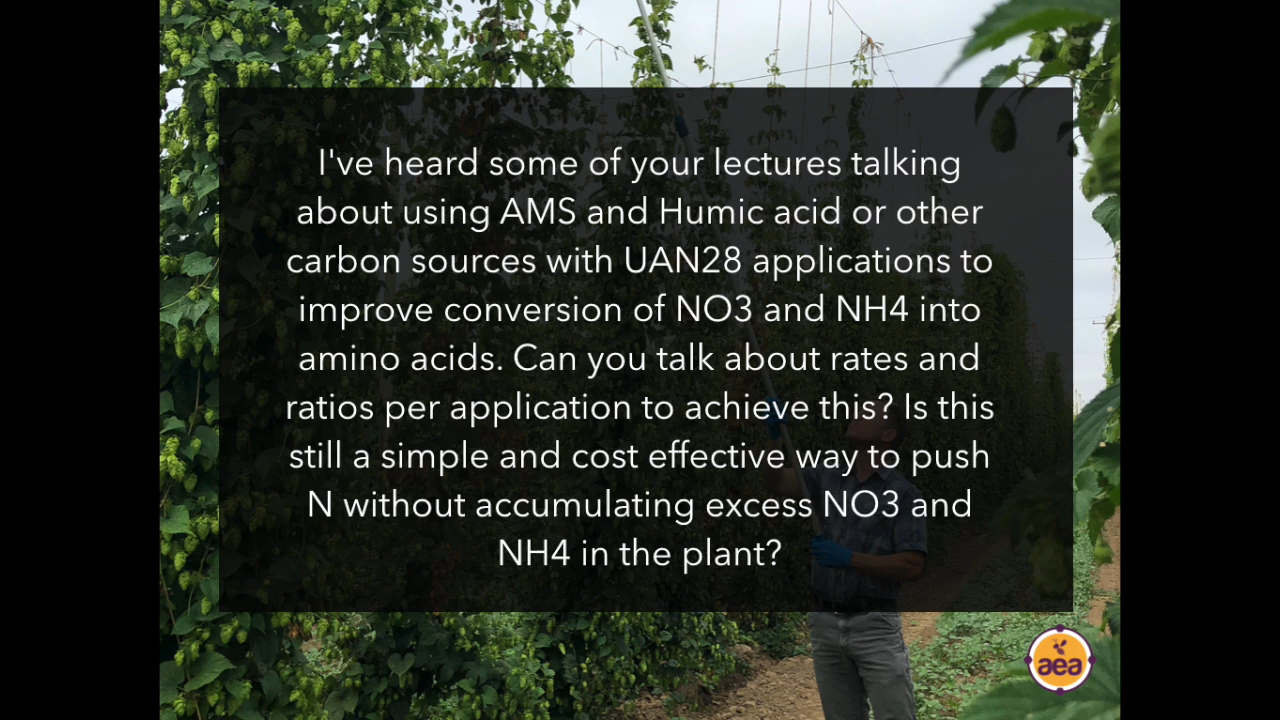 I've heard some of your lectures talking
about using AMS and Humic acid or other
carbon sources with UAN28 applications to
improve conversion of NO3 and NH4 into
amino acids. Can you talk about rates and
ratios per application to achieve this? Is this
still a simple and cost effective way to push
N without accumulating excess NO3 and
NH4 in the plant?
aea